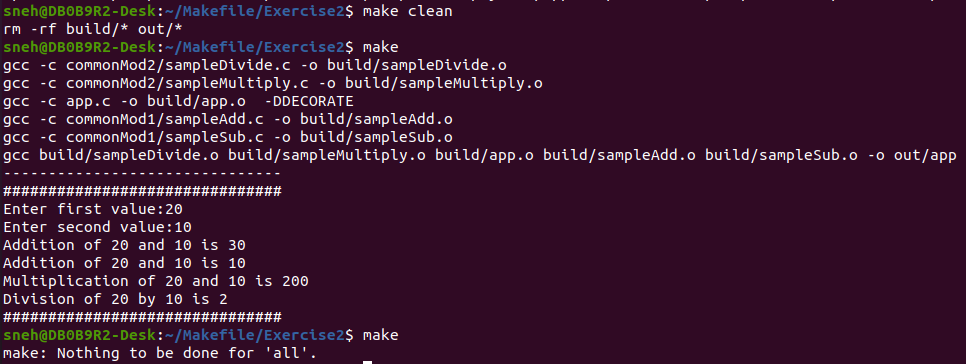 sneh@DB0B9R2-Desk:~/Makefile/Exercise2$ make clean
rm -rf build/* out/*
sneh@DB0B9R2-Desk:~/Makefile/Exercise2$ make
gcc -c commonMod2/sampleDivide.c -o build/sampleDivide.o
gcc -c commonMod2/sampleMultiply.c -o build/sampleMultiply.o
gcc -c app.c -o build/app.o  -DDECORATE
gcc -c commonMod1/sampleAdd.c -o build/sampleAdd.o
gcc -c commonMod1/sampleSub.c -o build/sampleSub.o
gcc build/sampleDivide.o build/sampleMultiply.o build/app.o build/sampleAdd.o build/sampleSub.o -o out/app
-------------------------------
###############################
Enter first value:20
Enter second value:10
Addition of 20 and 10 is 30
Addition of 20 and 10 is 10
Multiplication of 20 and 10 is 200
Division of 20 by 10 is 2
###############################
sneh@DB0B9R2-Desk:~/Makefile/Exercise2$ make
make: Nothing to be done for 'all'.